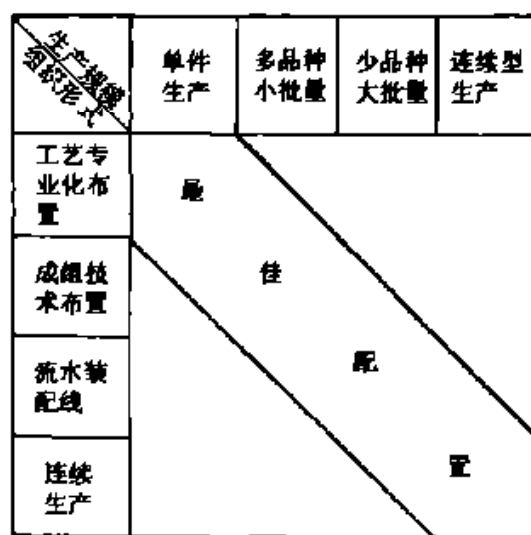 生产规模
组织形式
单件
生产
多品种
小批量
少品种
大批量
连续型
生产
工艺专
业化布
置
最
成组技
术布置
佳
流水装
配线
配
连续
生产
置